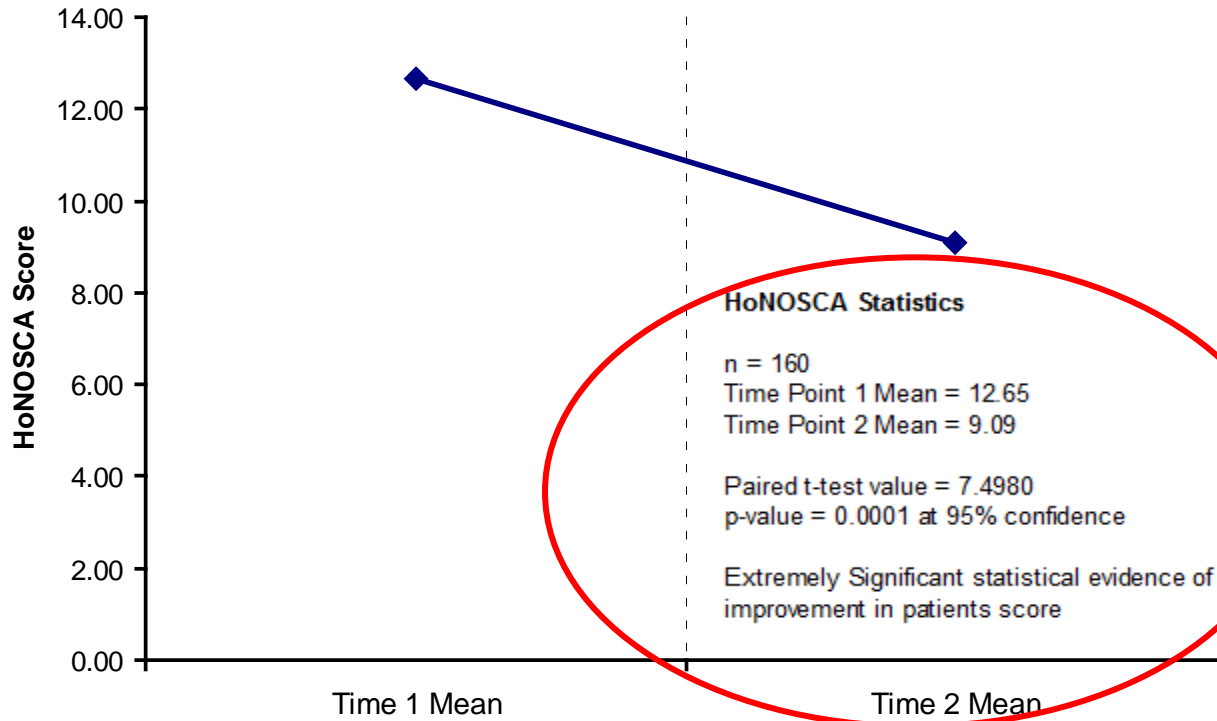 14.00
12.00
10.00
8.00
6.00
4.00
2.00
0.00
HoNOSCA Score
HoNOSCA Statistics
n = 160
Time Point 1 Mean = 12.65
Time Point 2 Mean = 9.09
Paired t-test value = 7.4980
p-value = 0.0001 at 95% confidence
Extremely Significant statistical evidence of
improvement in patients score
Time 1 Mean
Time 2 Mean